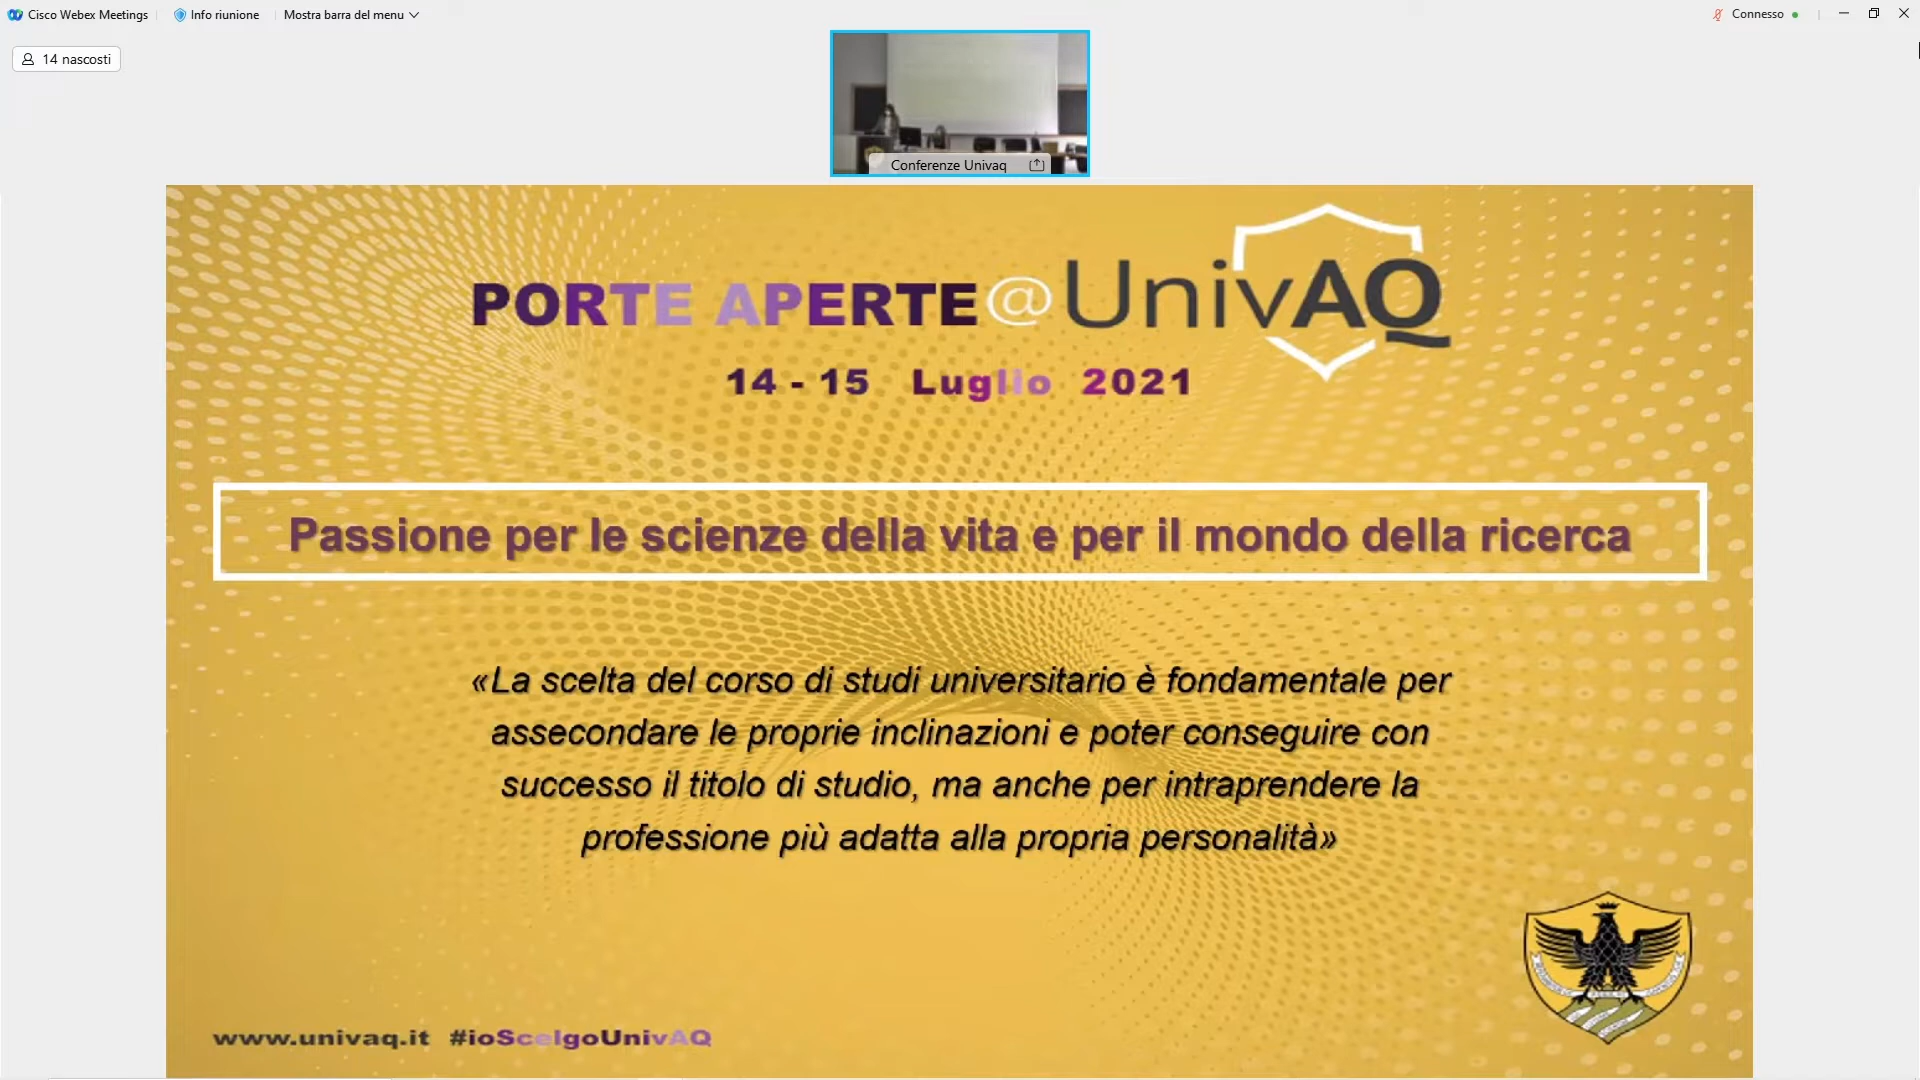 Cisco Webex Meetings
Info riunione
Mostra barra del menu
Connesso
14 nascosti
Conferenze Univaq
PORTE APERTE@UnivAQ
14 - 15 Luglio 2021
Passione per le scienze della vita e per il mondo della ricerca
«La scelta del corso di studi universitario è fondamentale per
assecondare le proprie inclinazioni e poter conseguire con
successo il titolo di studio, ma anche per intraprendere la
professione più adatta alla propria personalità»
www.univaq.it #ioScelgoUnivAQ